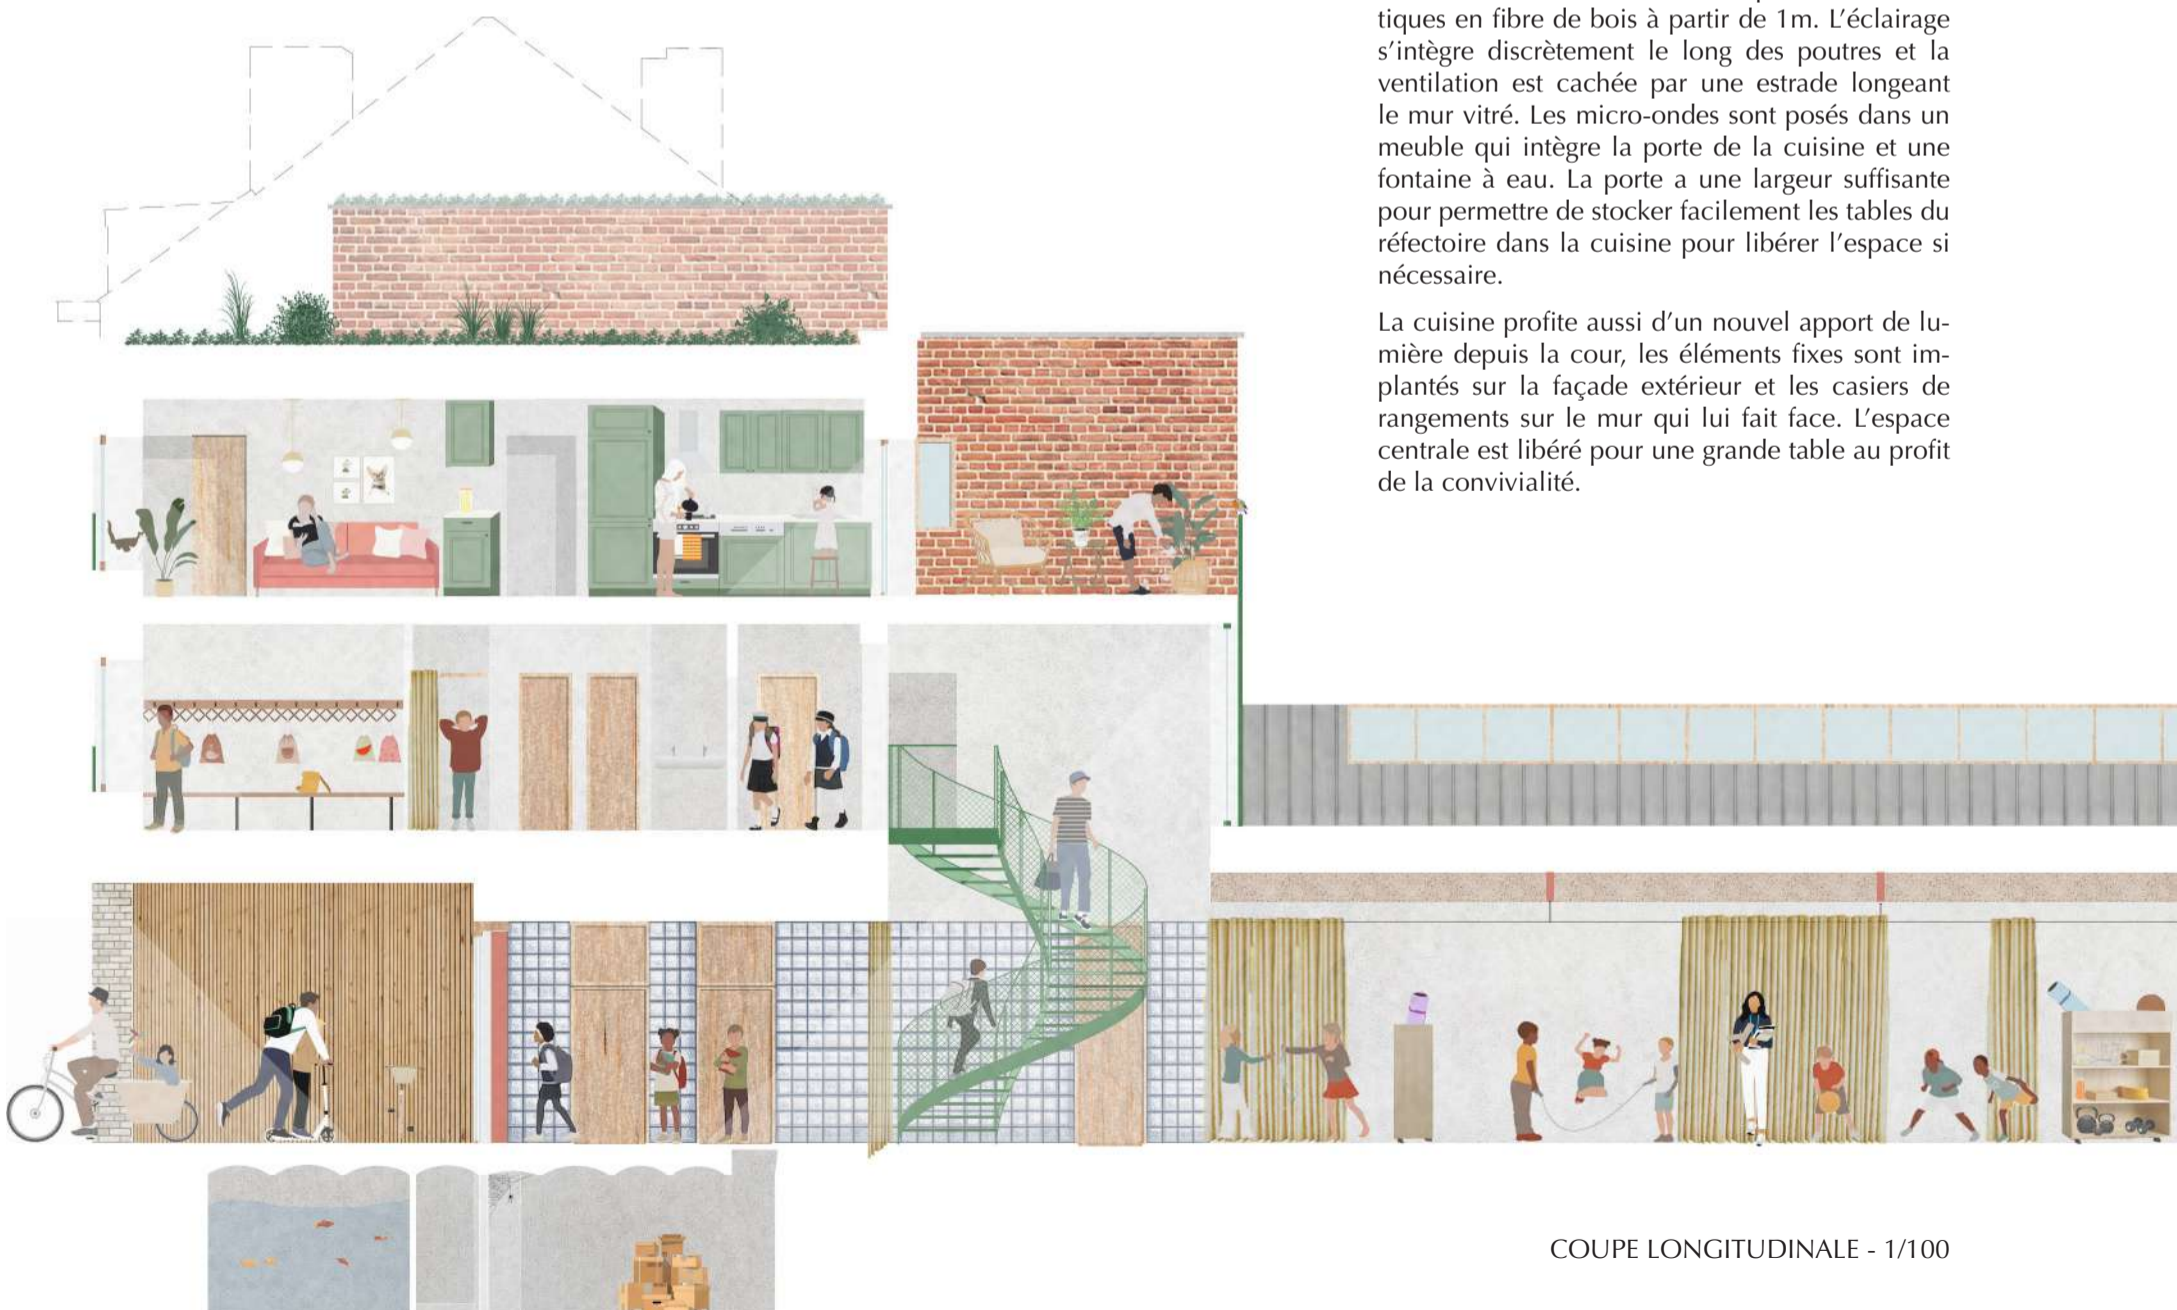 tiques en fibre de bois à partir de 1m. L’éclairage
s’intègre discrètement le long des poutres et la
ventilation est cachée par une estrade longeant
le mur vitré. Les micro-ondes sont posés dans un
meuble qui intègre la porte de la cuisine et une
fontaine à eau. La porte a une largeur suffisante
pour permettre de stocker facilement les tables du
réfectoire dans la cuisine pour libérer l’espace si
nécessaire.
La cuisine profite aussi d’un nouvel apport de lu-
mière depuis la cour, les éléments fixes sont im-
plantés sur la façade extérieur et les casiers de
rangements sur le mur qui lui fait face. L’espace
centrale est libéré pour une grande table au profit
de la convivialité.
COUPE LONGITUDINALE - 1/100